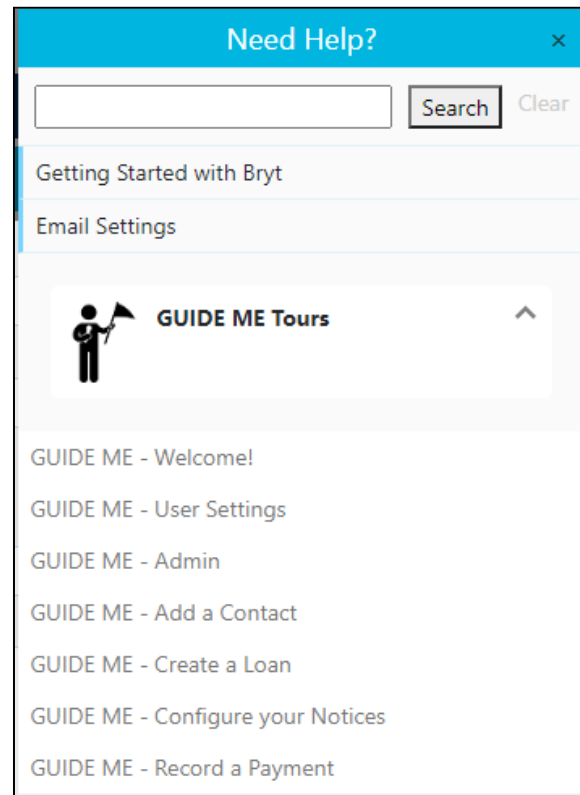 Need Help? ×
Search Clear
Getting Started with Bryt
Email Settings
GUIDE ME Tours
GUIDE ME - Welcome!
GUIDE ME - User Settings
GUIDE ME - Admin
GUIDE ME - Add a Contact
GUIDE ME - Create a Loan
GUIDE ME - Configure your Notices
GUIDE ME - Record a Payment